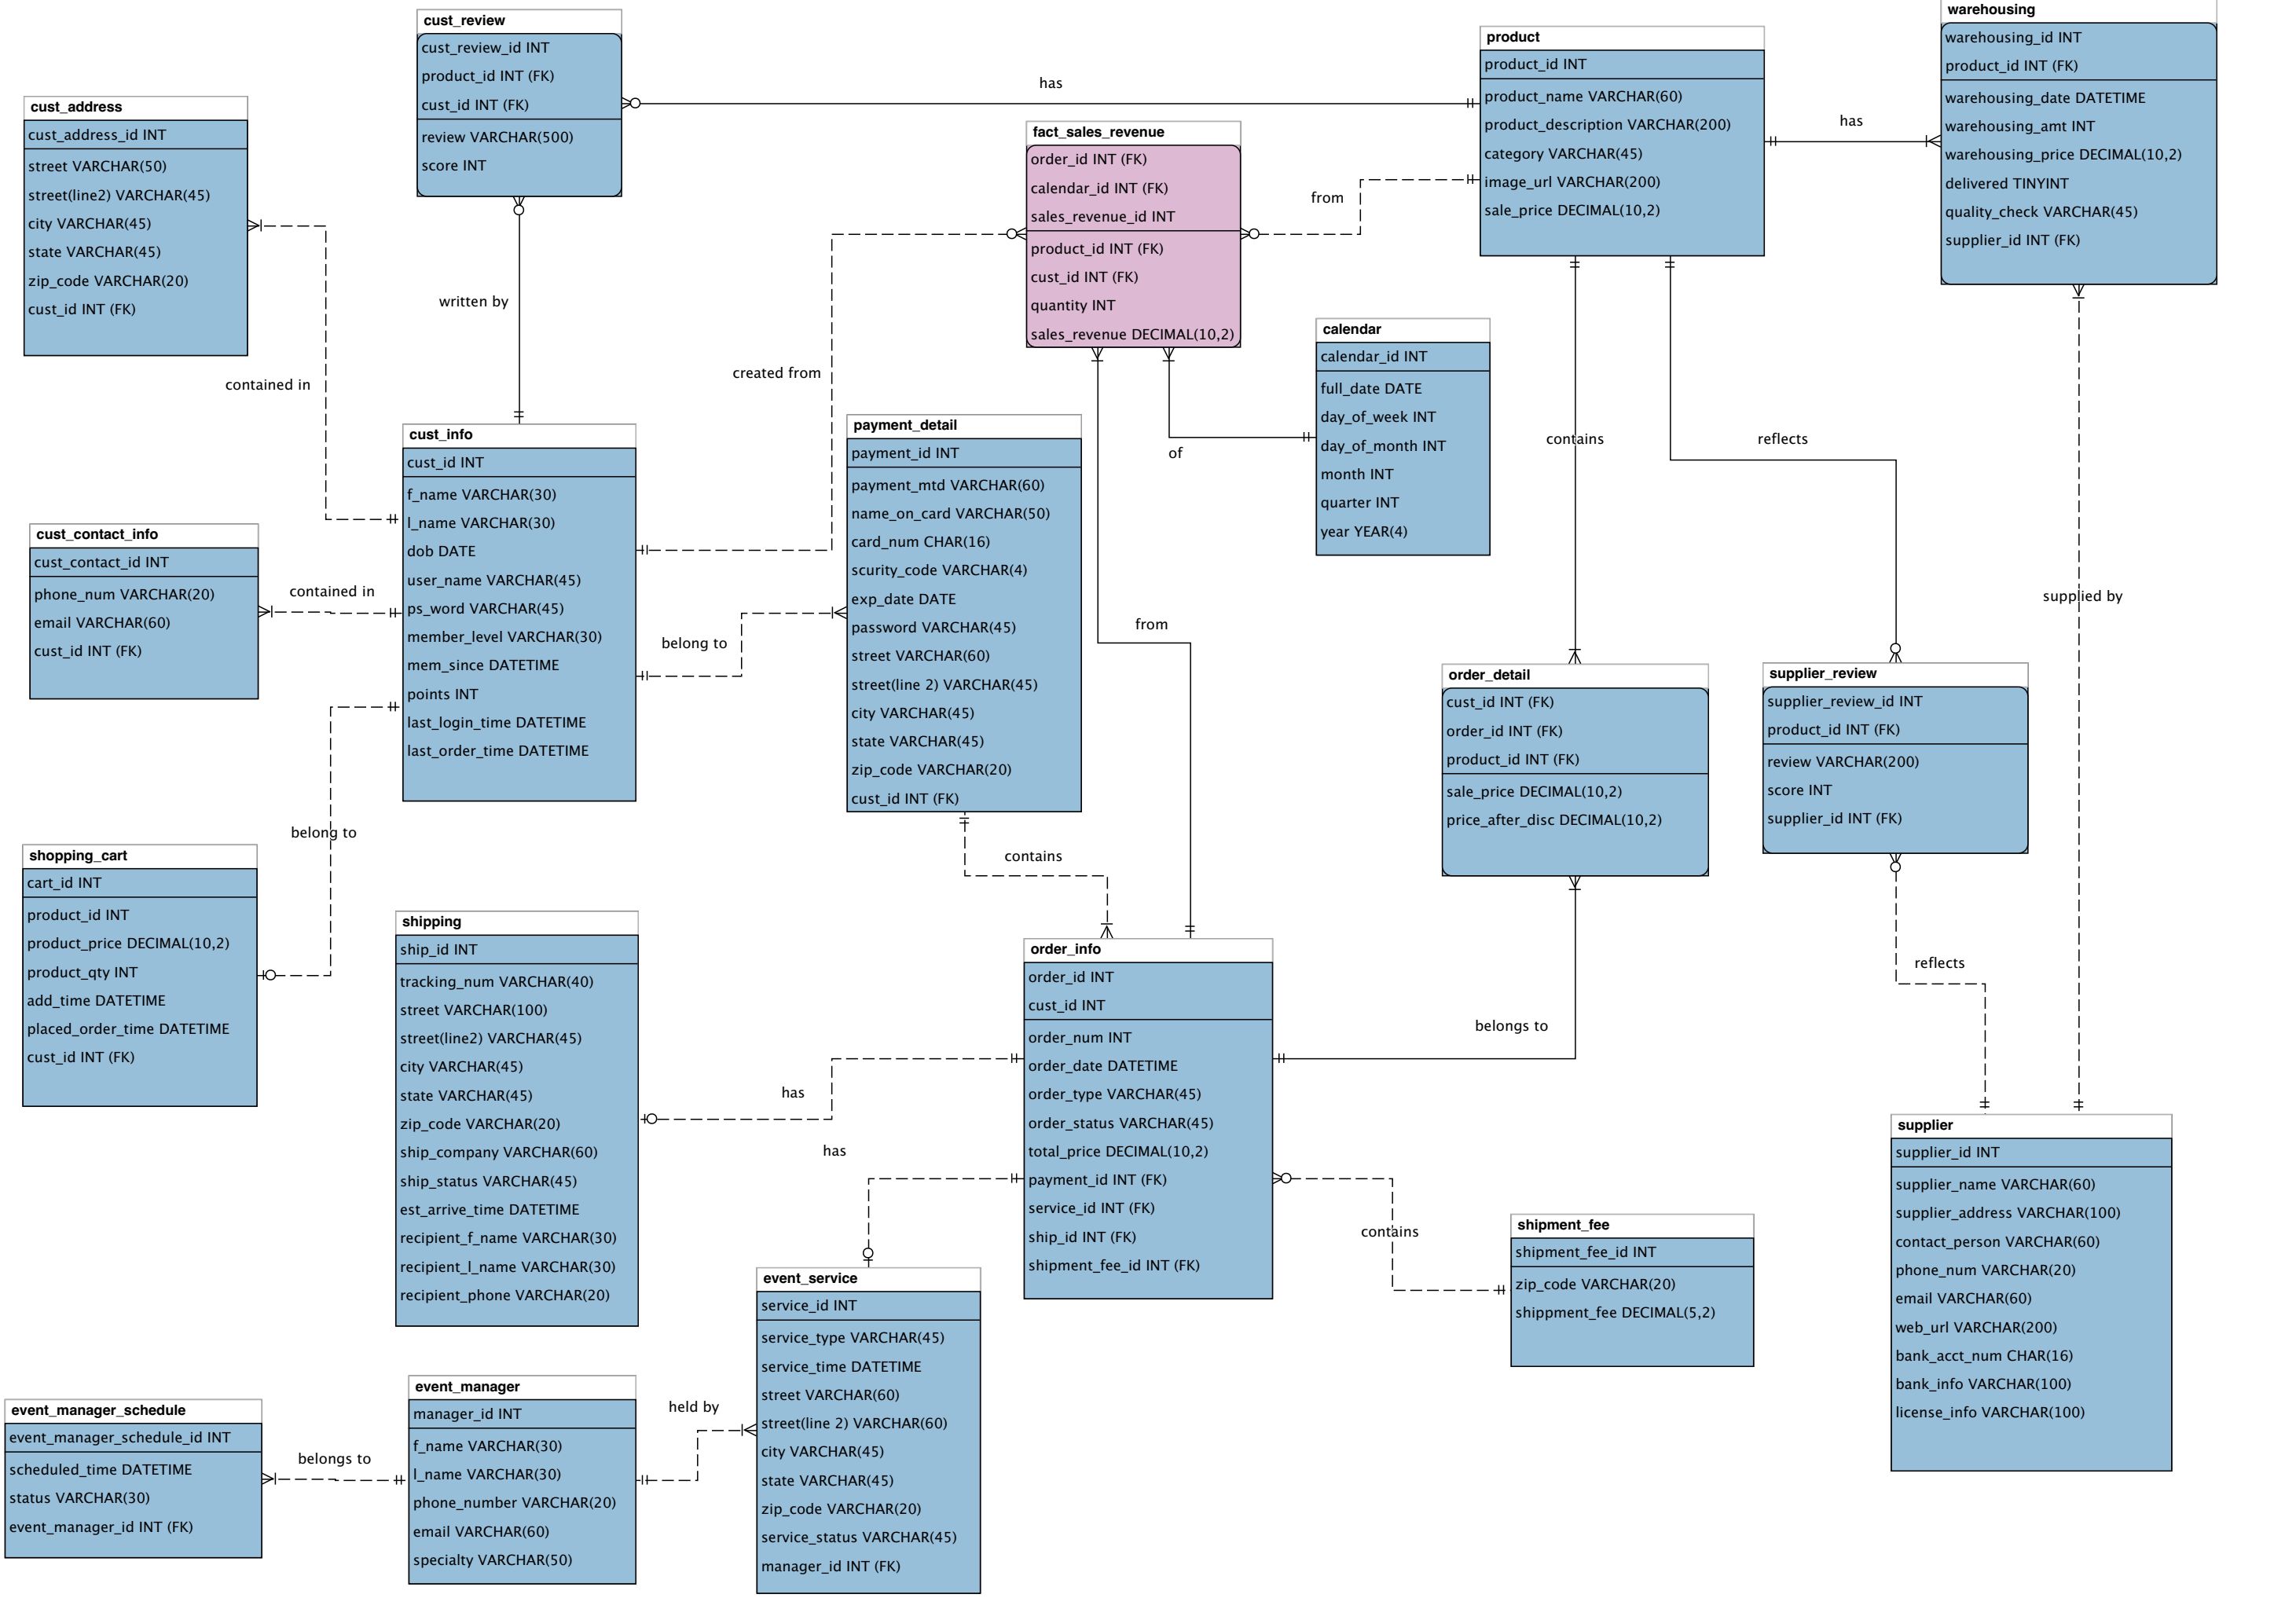 cust_review
cust_review_id INT
product_id INT (FK)
cust_id INT (FK)
review VARCHAR(500)
score INT
product
product_id INT
product_name VARCHAR(60)
product_description VARCHAR(200)
category VARCHAR(45)
image_url VARCHAR(200)
sale_price DECIMAL(10,2)
warehousing
warehousing_id INT
product_id INT (FK)
warehousing_date DATETIME
warehousing_amt INT
warehousing_price DECIMAL(10,2)
delivered TINYINT
quality_check VARCHAR(45)
supplier_id INT (FK)
has
has
cust_address
cust_address_id INT
street VARCHAR(50)
street(line2) VARCHAR(45)
city VARCHAR(45)
state VARCHAR(45)
zip_code VARCHAR(20)
cust_id INT (FK)
fact_sales_revenue
order_id INT (FK)
calendar_id INT (FK)
sales_revenue_id INT
product_id INT (FK)
cust_id INT (FK)
quantity INT
sales_revenue DECIMAL(10,2)
from
written by
contained in
created from
calendar
calendar_id INT
full_date DATE
day_of_week INT
day_of_month INT
month INT
quarter INT
year YEAR(4)
of
contains
reflects
cust_info
cust_id INT
f_name VARCHAR(30)
l_name VARCHAR(30)
dob DATE
user_name VARCHAR(45)
ps_word VARCHAR(45)
member_level VARCHAR(30)
mem_since DATETIME
points INT
last_login_time DATETIME
last_order_time DATETIME
payment_detail
payment_id INT
payment_mtd VARCHAR(60)
name_on_card VARCHAR(50)
card_num CHAR(16)
scurity_code VARCHAR(4)
exp_date DATE
password VARCHAR(45)
street VARCHAR(60)
street(line 2) VARCHAR(45)
city VARCHAR(45)
state VARCHAR(45)
zip_code VARCHAR(20)
cust_id INT (FK)
cust_contact_info
cust_contact_id INT
phone_num VARCHAR(20)
email VARCHAR(60)
cust_id INT (FK)
contained in
belong to
from
supplied by
order_detail
cust_id INT (FK)
order_id INT (FK)
product_id INT (FK)
sale_price DECIMAL(10,2)
price_after_disc DECIMAL(10,2)
supplier_review
supplier_review_id INT
product_id INT (FK)
review VARCHAR(200)
score INT
supplier_id INT (FK)
belong to
contains
shopping_cart
cart_id INT
product_id INT
product_price DECIMAL(10,2)
product_qty INT
add_time DATETIME
placed_order_time DATETIME
cust_id INT (FK)
shipping
ship_id INT
tracking_num VARCHAR(40)
street VARCHAR(100)
street(line2) VARCHAR(45)
city VARCHAR(45)
state VARCHAR(45)
zip_code VARCHAR(20)
ship_company VARCHAR(60)
ship_status VARCHAR(45)
est_arrive_time DATETIME
recipient_f_name VARCHAR(30)
recipient_l_name VARCHAR(30)
recipient_phone VARCHAR(20)
order_info
order_id INT
cust_id INT
order_num INT
order_date DATETIME
order_type VARCHAR(45)
order_status VARCHAR(45)
total_price DECIMAL(10,2)
payment_id INT (FK)
service_id INT (FK)
ship_id INT (FK)
shipment_fee_id INT (FK)
reflects
belongs to
has
has
contains
supplier
supplier_id INT
supplier_name VARCHAR(60)
supplier_address VARCHAR(100)
contact_person VARCHAR(60)
phone_num VARCHAR(20)
email VARCHAR(60)
web_url VARCHAR(200)
bank_acct_num CHAR(16)
bank_info VARCHAR(100)
license_info VARCHAR(100)
shipment_fee
shipment_fee_id INT
zip_code VARCHAR(20)
shippment_fee DECIMAL(5,2)
event_service
service_id INT
service_type VARCHAR(45)
service_time DATETIME
street VARCHAR(60)
street(line 2) VARCHAR(60)
city VARCHAR(45)
state VARCHAR(45)
zip_code VARCHAR(20)
service_status VARCHAR(45)
manager_id INT (FK)
event_manager
manager_id INT
f_name VARCHAR(30)
l_name VARCHAR(30)
phone_number VARCHAR(20)
email VARCHAR(60)
specialty VARCHAR(50)
held by
event_manager_schedule
event_manager_schedule_id INT
scheduled_time DATETIME
status VARCHAR(30)
event_manager_id INT (FK)
belongs to